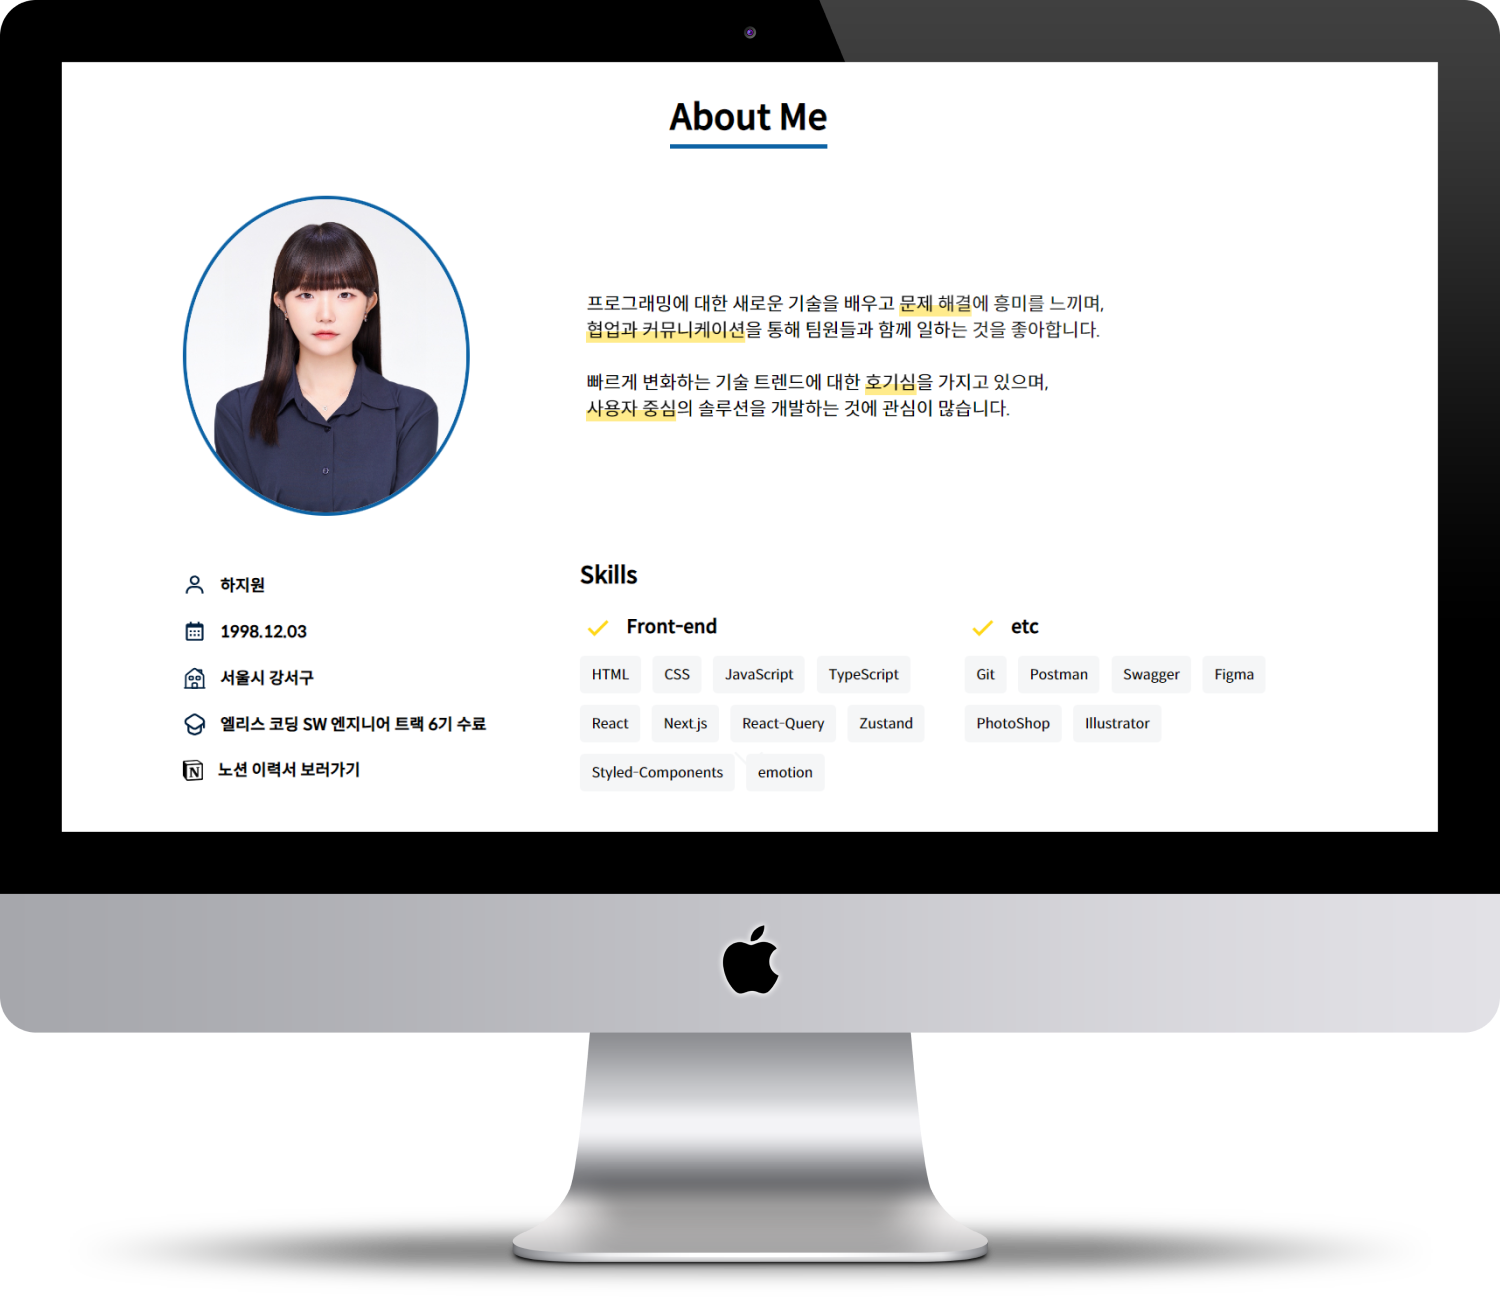 About Me
프로그래밍에 대한 새로운 기술을 배우고 문제 해결에 흥미를 느끼며,
협업과 커뮤니케이션을 통해 팀원들과 함께 일하는 것을 좋아합니다.
빠르게 변화하는 기술 트렌드에 대한 호기심을 가지고 있으며,
사용자 중심의 솔루션을 개발하는 것에 관심이 많습니다.
하지원
1998.12.03
서울시 강서구
엘리스 코딩 SW 엔지니어 트랙 6기 수료
N 노션 이력서 보러가기
Skills
Front-end
HTML CSS JavaScript TypeScript
React Next.js React-Query Zustand
Styled-Components emotion
etc
Git Postman Swagger Figma
PhotoShop Illustrator